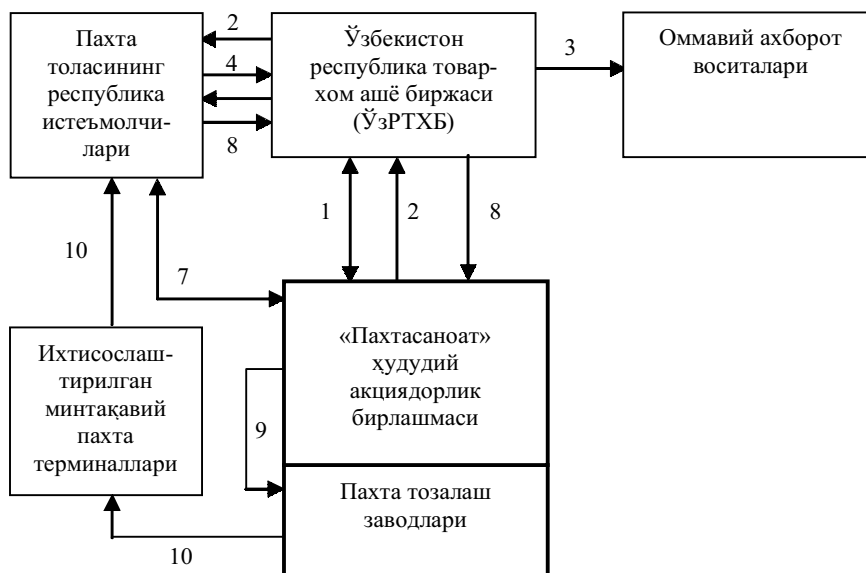 Пахта
толасининг
республика
истеъмолчи-
лари
2
4
8
Ўзбекистон
республика товар-
хом ашё биржаси
(ЎзРТХБ)
3
Оммавий ахборот
воситалари
1
2
8
10
7
Ихтисослаш-
тирилган
минтақавий
пахта
терминаллари
«Пахтасаноат»
ҳудудий
акциядорлик
бирлашмаси
9
Пахта тозалаш
заводлари
10